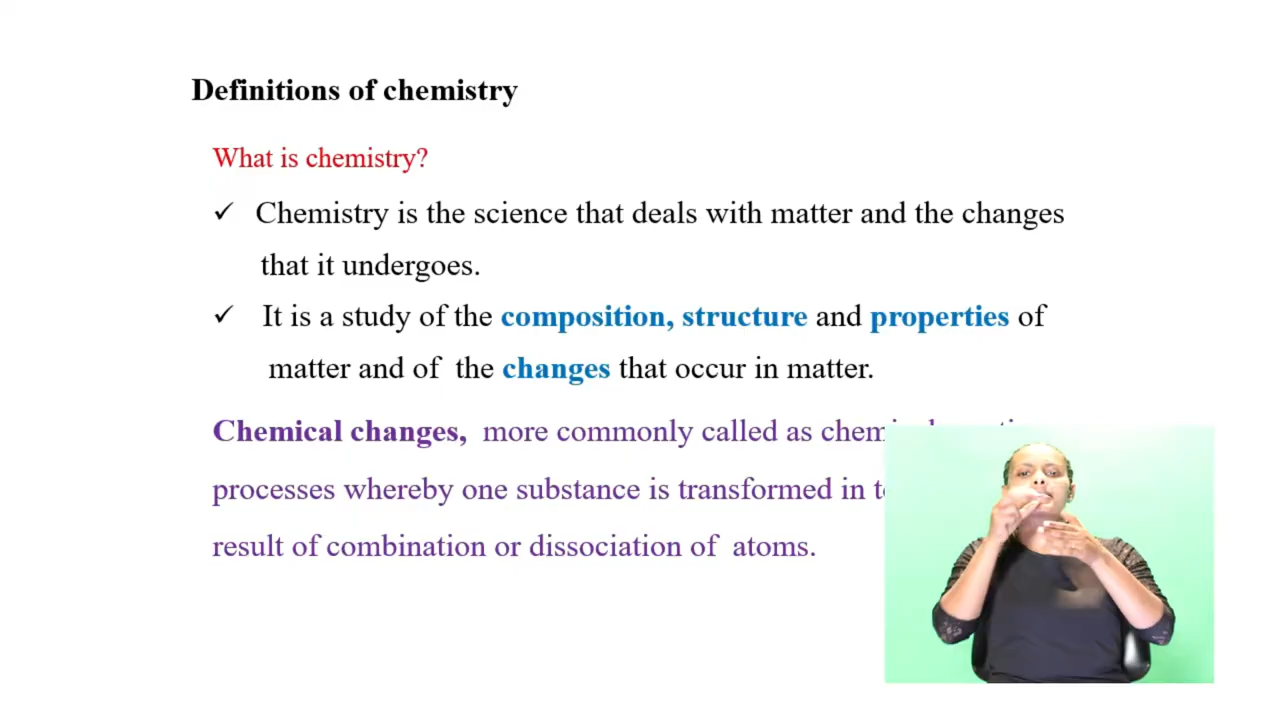 Definitions of chemistry
What is chemistry?
✓ Chemistry is the science that deals with matter and the changes
that it undergoes.
✓ It is a study of the composition, structure and properties of
matter and of the changes that occur in matter.
Chemical changes, more commonly called as
processes whereby one substance is transformed in
result of combination or dissociation of atoms.